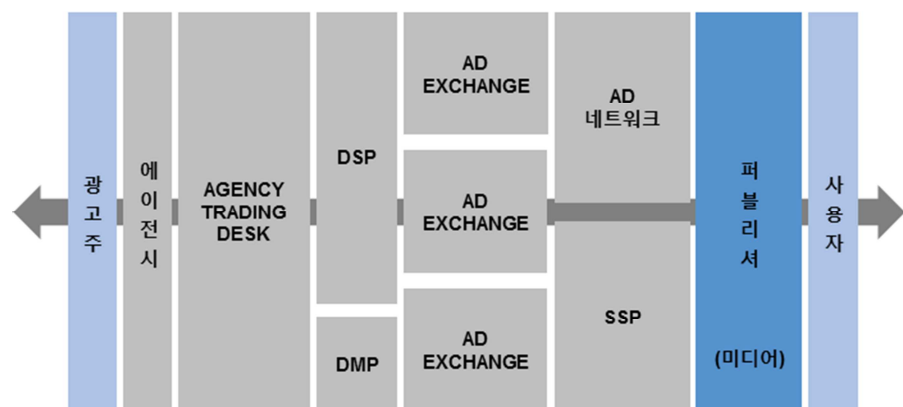 광고주
에이전시
AGENCY
TRADING
DESK
DSP
DMP
AD
EXCHANGE
AD
EXCHANGE
AD
EXCHANGE
AD
네트워크
SSP
퍼블리셔
(미디어)
사용자